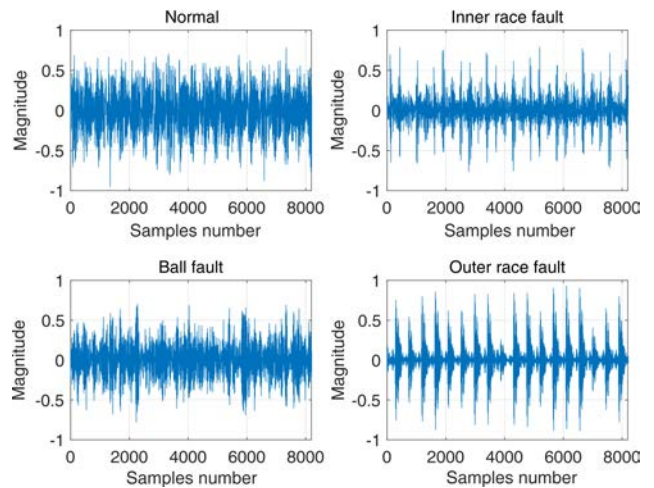 Normal
Magnitude
1
0.5
0
-0.5
-1
0 2000 4000 6000 8000
Samples number
Inner race fault
Magnitude
1
0.5
0
-0.5
-1
0 2000 4000 6000 8000
Samples number
Ball fault
Magnitude
1
0.5
0
-0.5
-1
0 2000 4000 6000 8000
Samples number
Outer race fault
Magnitude
1
0.5
0
-0.5
-1
0 2000 4000 6000 8000
Samples number